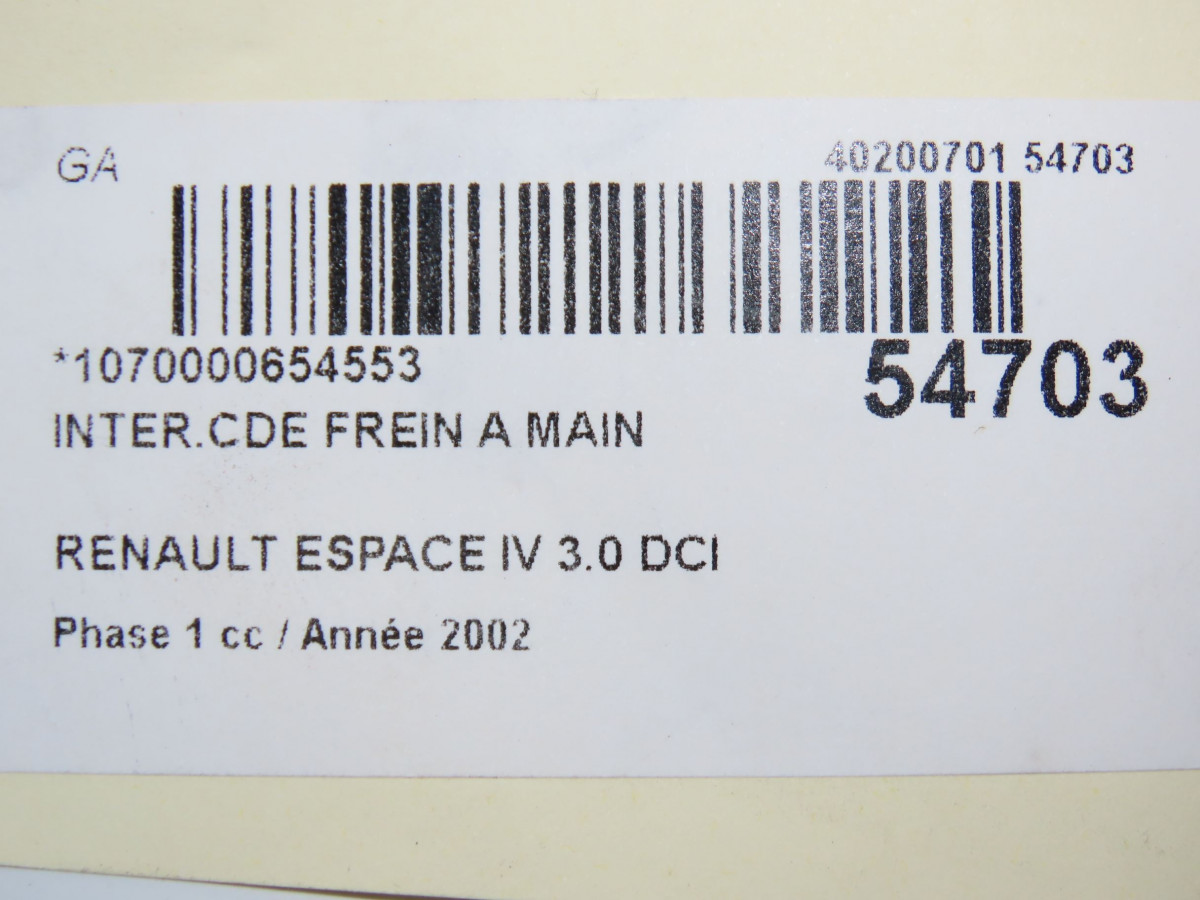 GA
40200701 54703
*1070000654553
54703
INTER.CDE FREIN A MAIN
RENAULT ESPACE IV 3.0 DCI
Phase 1 cc / Année 2002